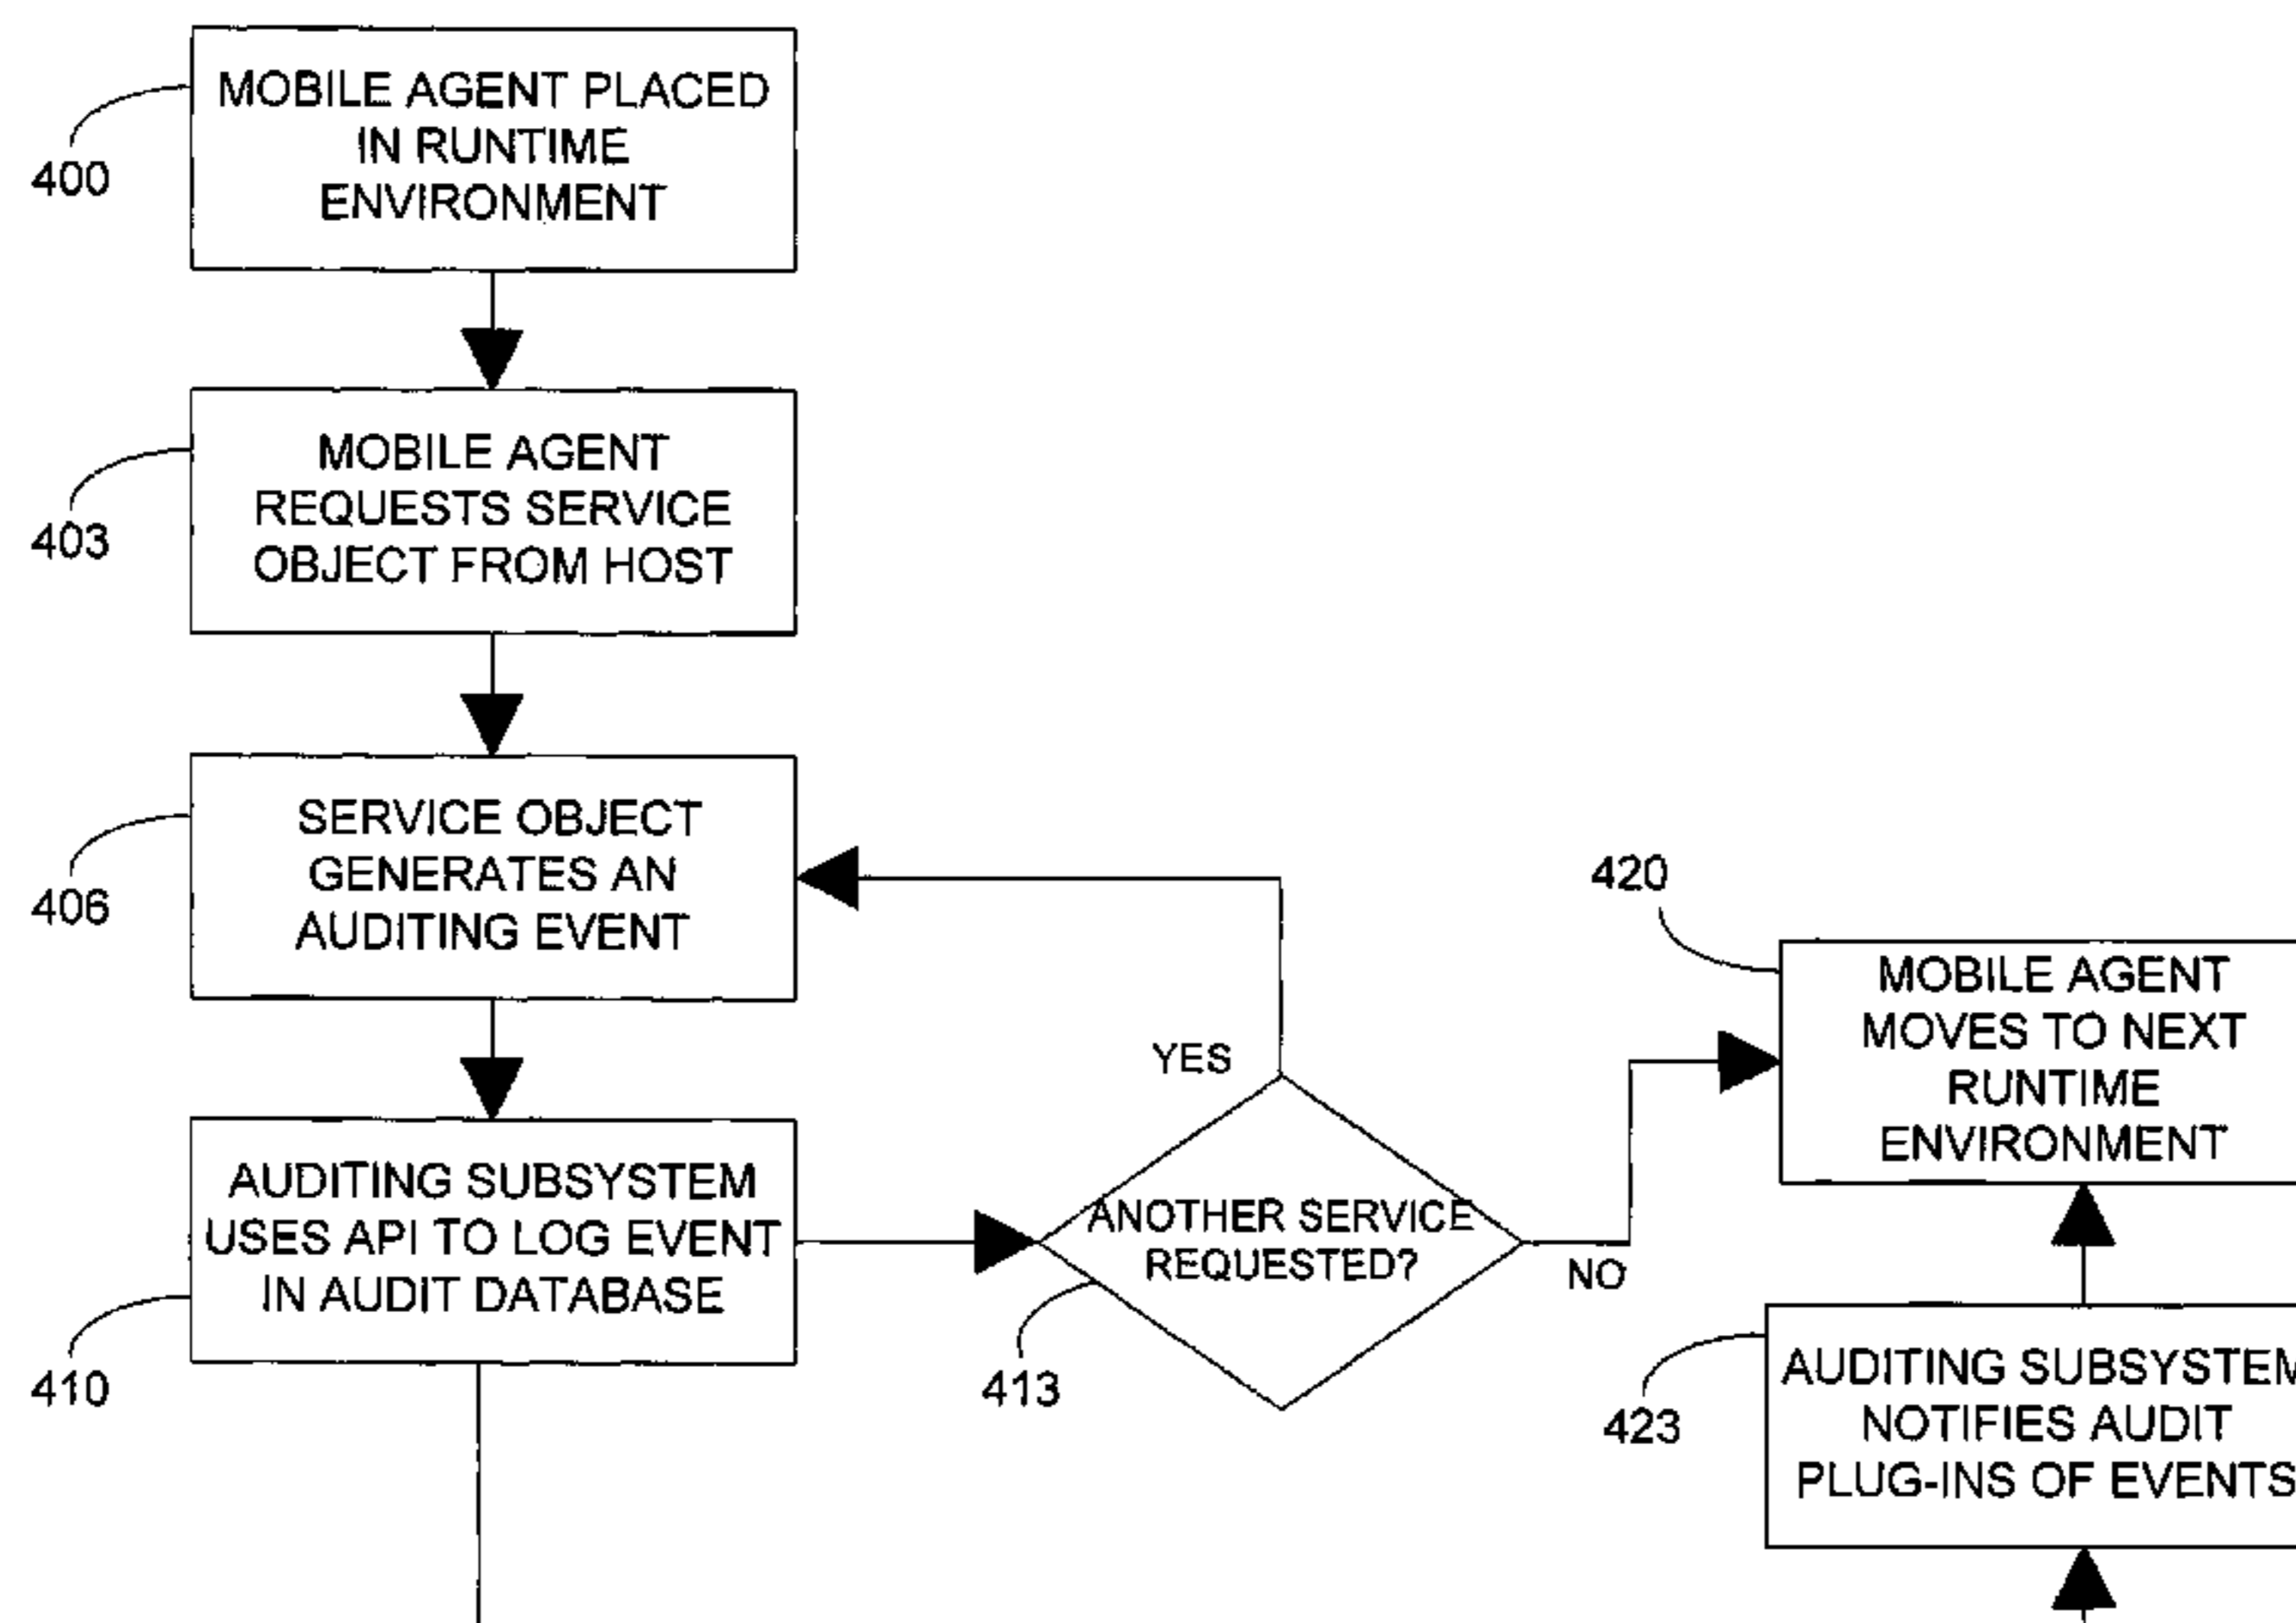 MOBILE AGENT PLACED
IN RUNTIME
ENVIRONMENT
400
MOBILE AGENT
REQUESTS SERVICE
OBJECT FROM HOST
403
SERVICE OBJECT
GENERATES AN
AUDITING EVENT
406
AUDITING SUBSYSTEM
USES API TO LOG EVENT
IN AUDIT DATABASE
410
YES
ANOTHER SERVICE
REQUESTED?
413
NO
420
MOBILE AGENT
MOVES TO NEXT
RUNTIME
ENVIRONMENT
AUDITING SUBSYSTEM
NOTIFIES AUDIT
PLUG-INS OF EVENTS
423